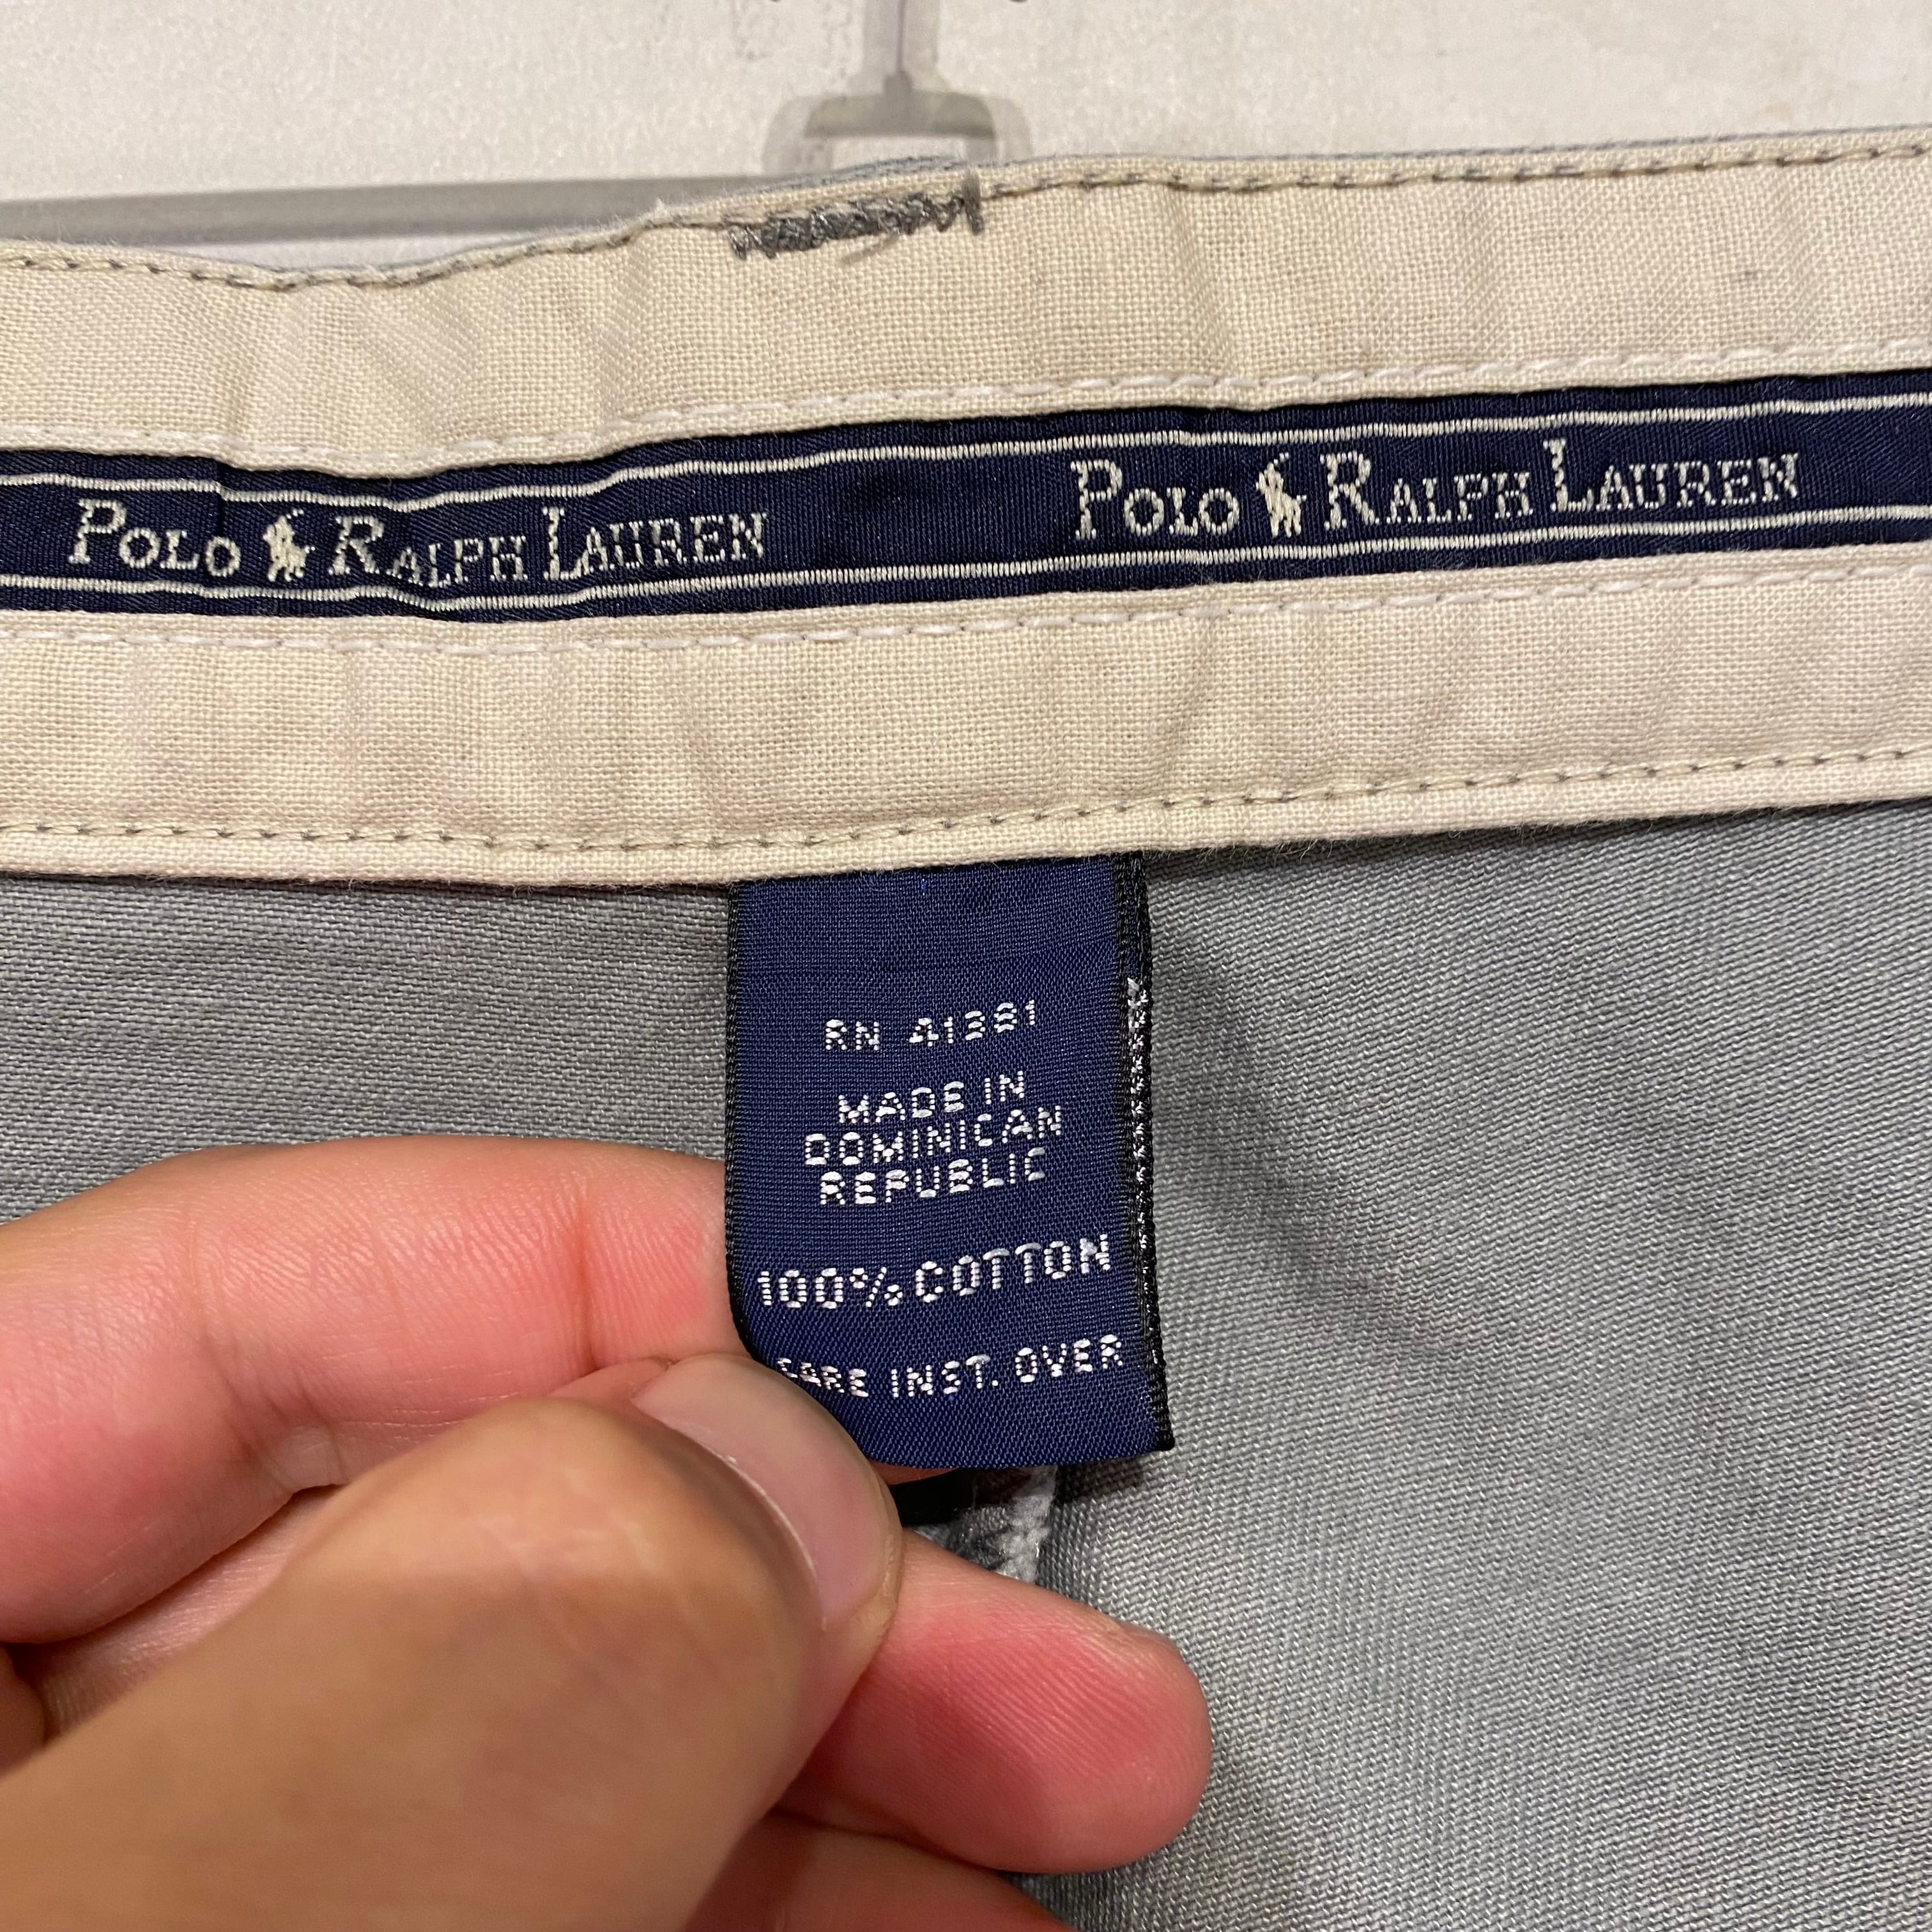 POLO RALPH LAUREN
POLO RALPH LAUREN
RN 41381
MADE IN
DOMINICAN
REPUBLIC
100% COTTON
CARE INST. OVER